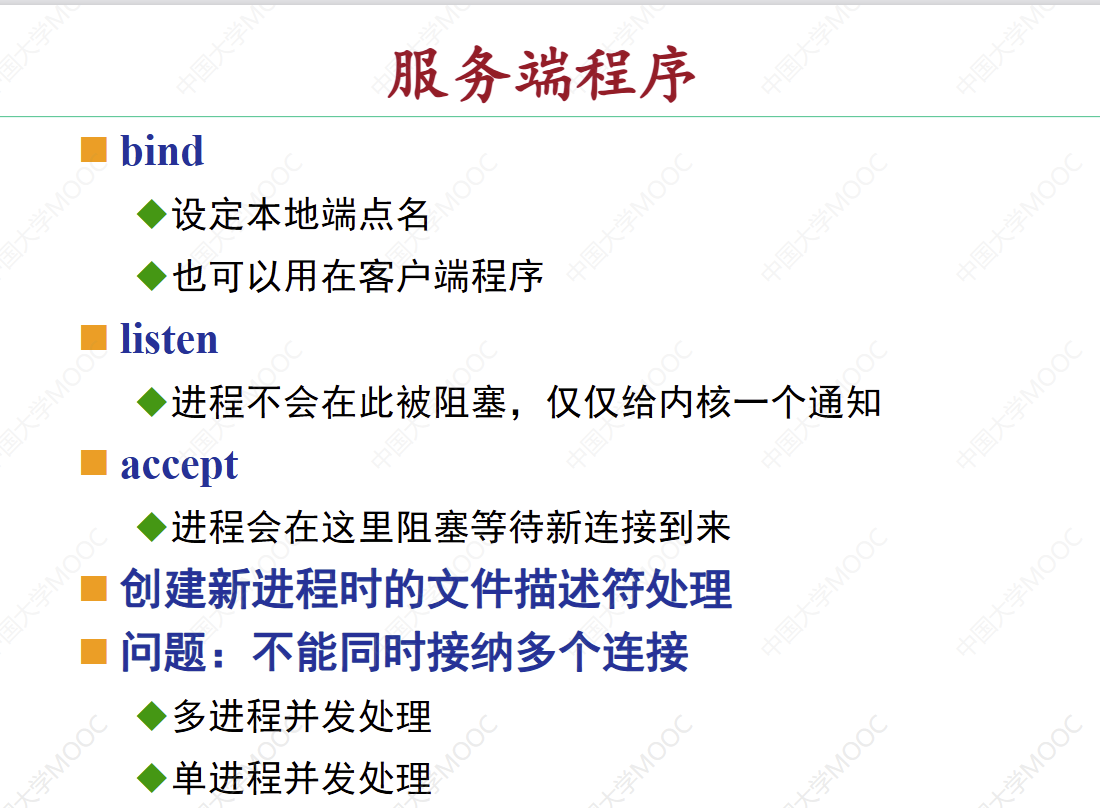 服务端程序
bind
设定本地端点名
也可以用在客户端程序
listen
进程不会在此被阻塞，仅仅给内核一个通知
accept
进程会在这里阻塞等待新连接到来
创建新进程时的文件描述符处理
问题：不能同时接纳多个连接
多进程并发处理
单进程并发处理
中国大学MOOC